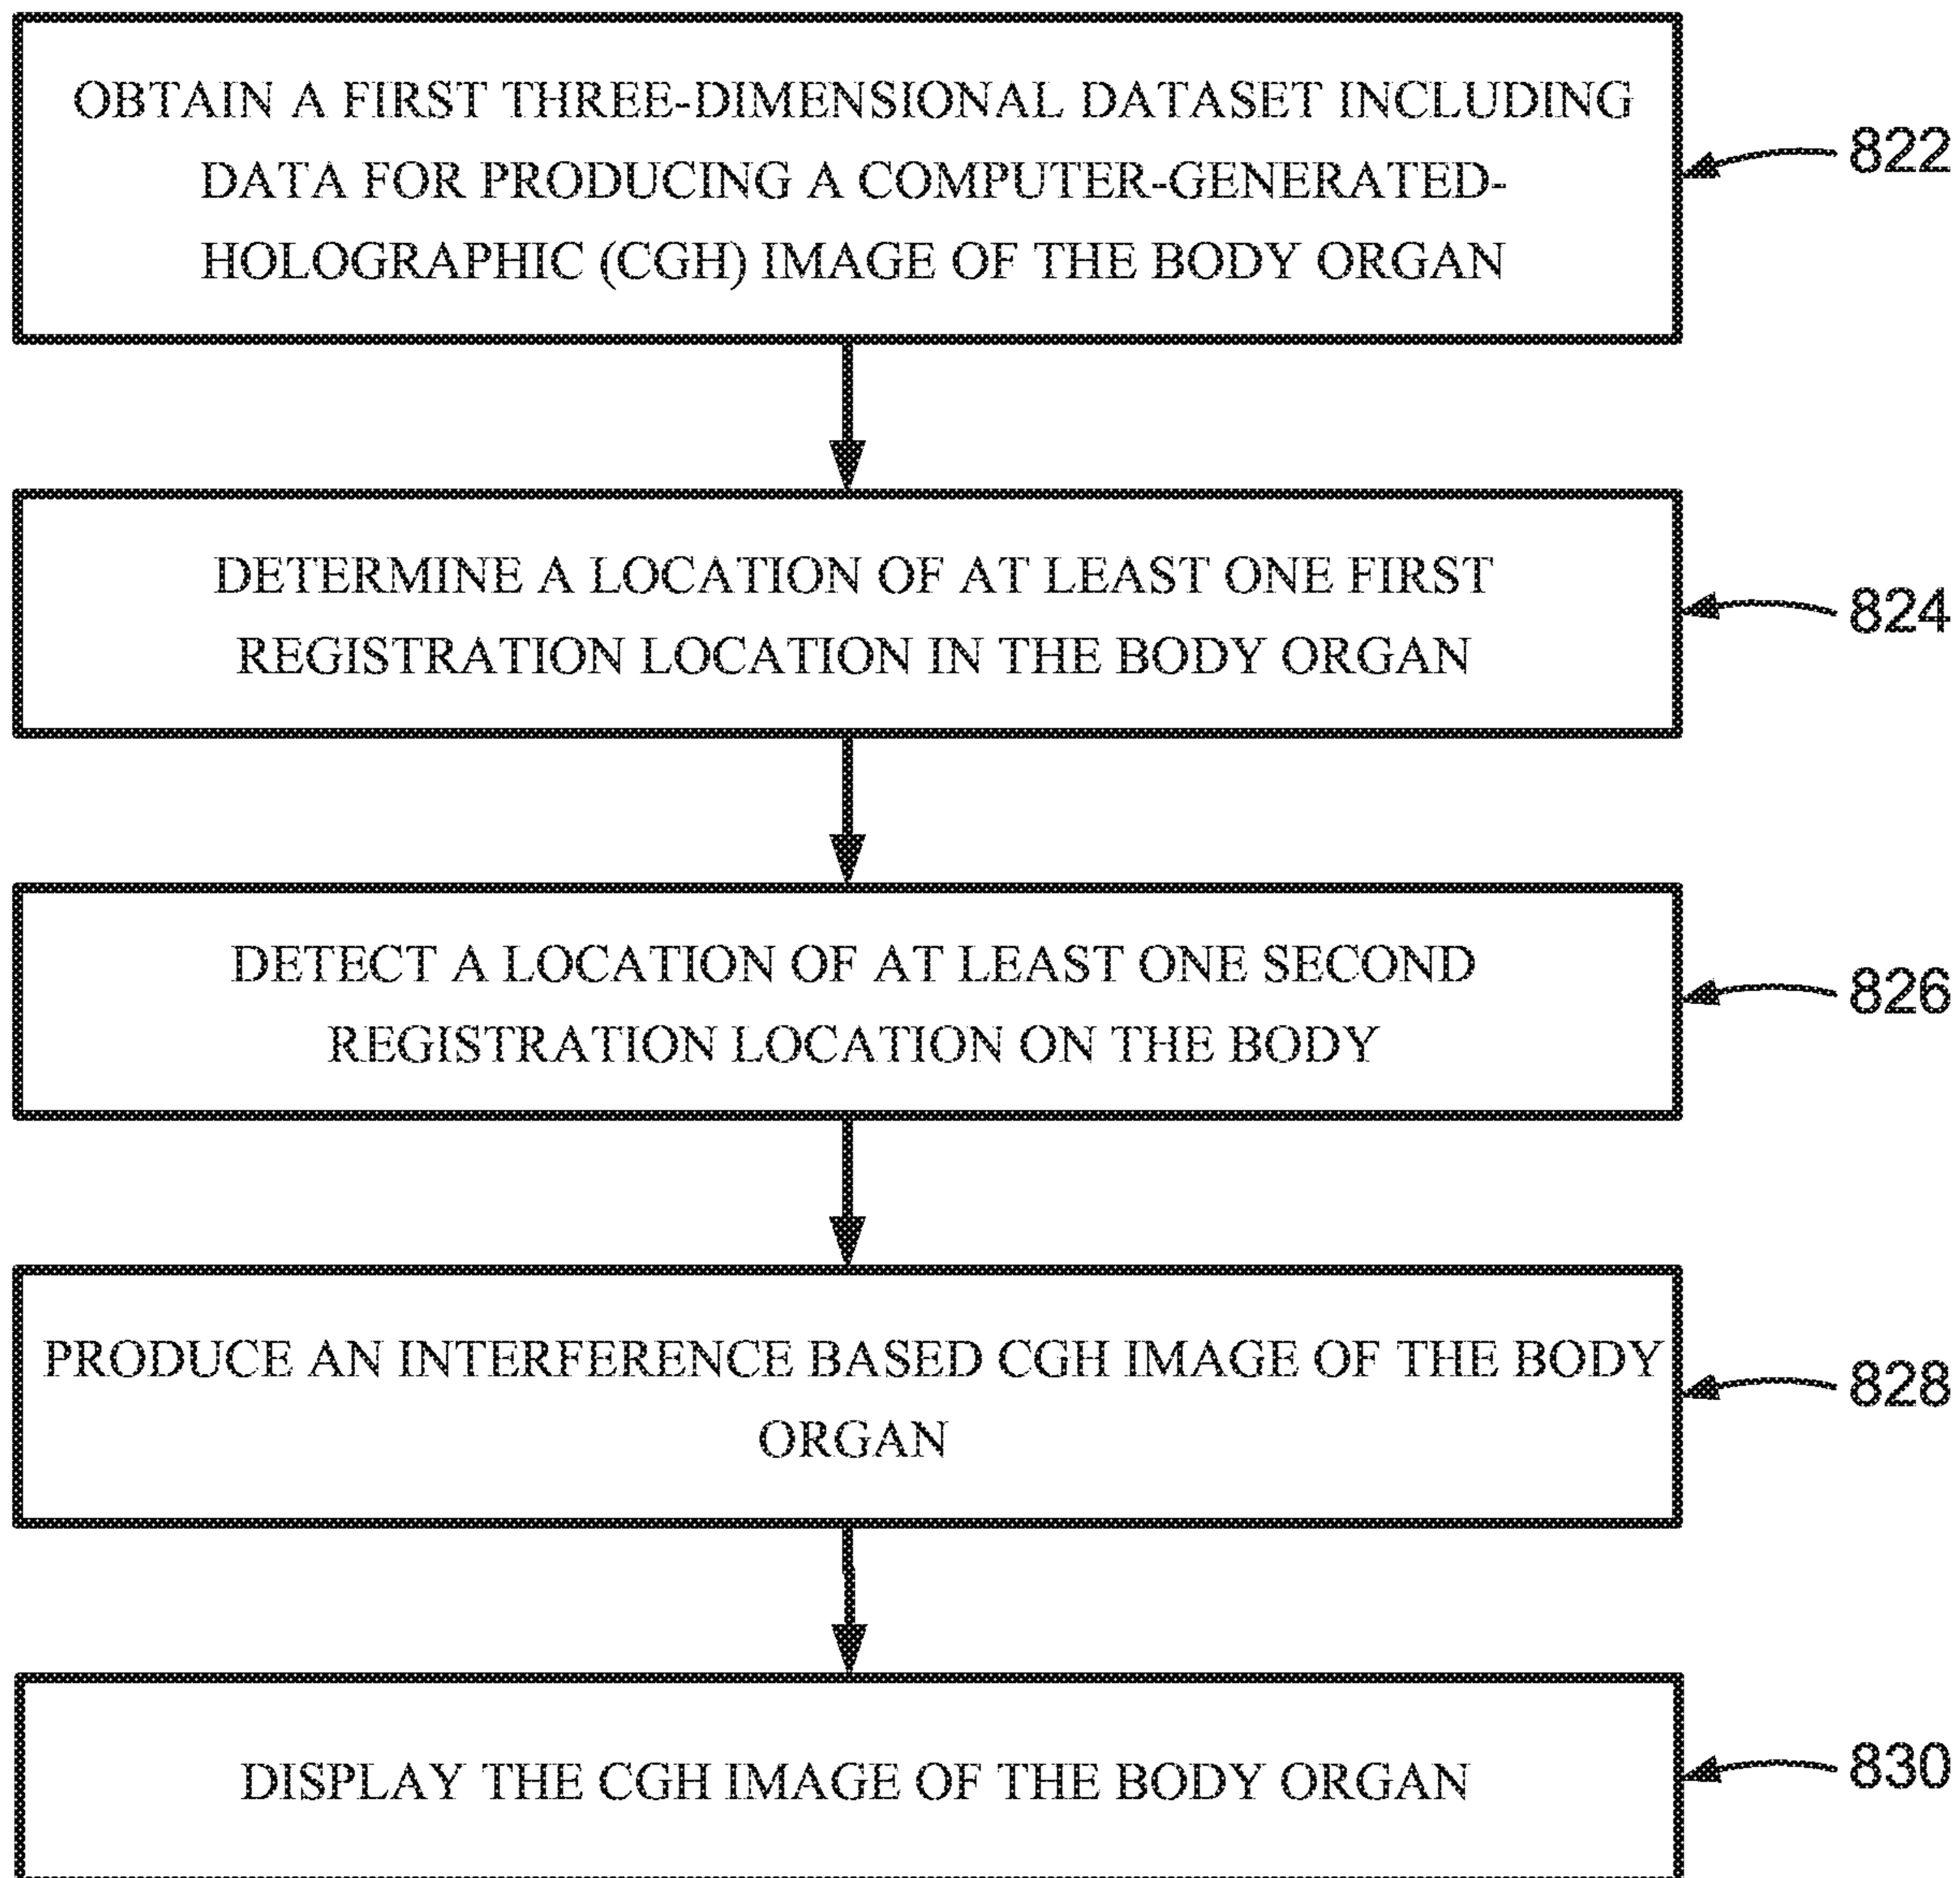 OBTAIN A FIRST THREE-DIMENSIONAL DATASET INCLUDING
DATA FOR PRODUCING A COMPUTER-GENERATED-
HOLOGRAPHIC (CGH) IMAGE OF THE BODY ORGAN
822
DETERMINE A LOCATION OF AT LEAST ONE FIRST
REGISTRATION LOCATION IN THE BODY ORGAN
824
DETECT A LOCATION OF AT LEAST ONE SECOND
REGISTRATION LOCATION ON THE BODY
826
PRODUCE AN INTERFERENCE BASED CGH IMAGE OF THE BODY
ORGAN
828
DISPLAY THE CGH IMAGE OF THE BODY ORGAN
830